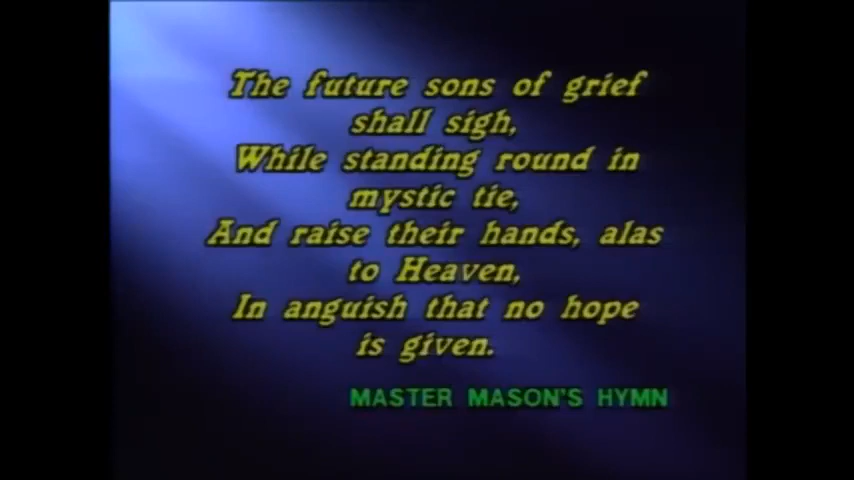 The future sons of grief
shall sigh,
While standing round in
mystic tie,
And raise their hands, alas
to Heaven,
In anguish that no hope
is given.
MASTER MASON'S HYMN